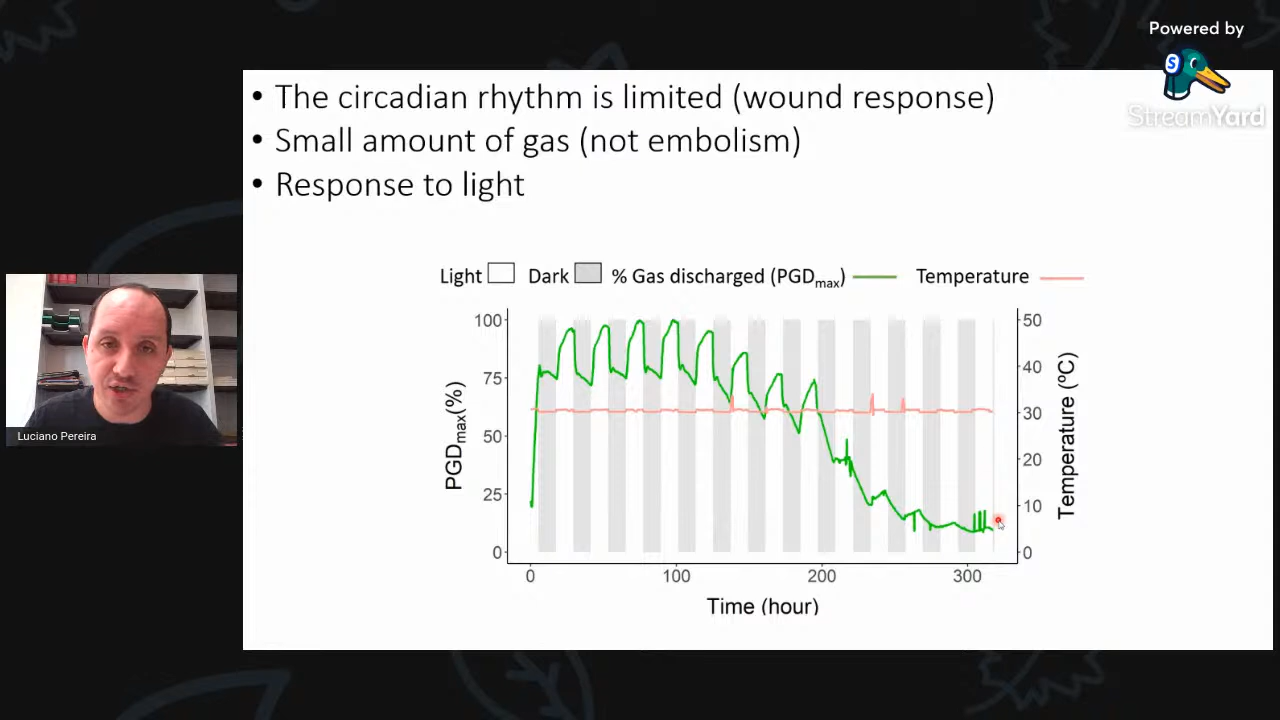 Powered by
S
StreamYard
• The circadian rhythm is limited (wound response)
• Small amount of gas (not embolism)
• Response to light
Luciano Pereira
Light Dark % Gas discharged (PGDmax) Temperature
100
75
50
25
0
PGDmax(%)
50
40
30
20
10
0
Temperature (ºC)
0 100 200 300
Time (hour)